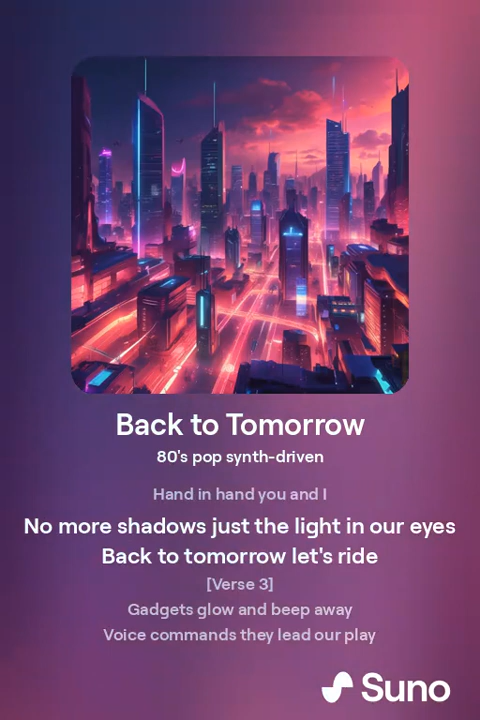 Back to Tomorrow
80's pop synth-driven
Hand in hand you and I
No more shadows just the light in our eyes
Back to tomorrow let's ride
[Verse 3]
Gadgets glow and beep away
Voice commands they lead our play
Suno